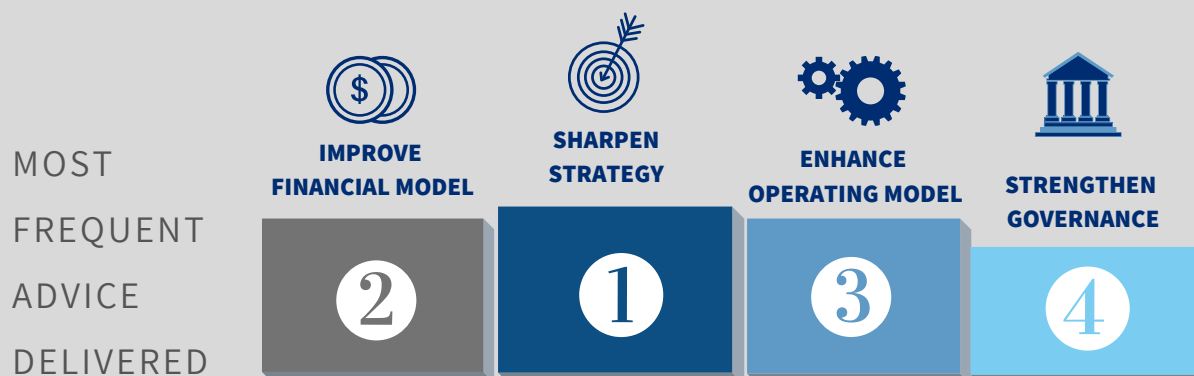 MOST
FREQUENT
ADVICE
DELIVERED
$
IMPROVE
FINANCIAL MODEL
2
SHARPEN
STRATEGY
1
ENHANCE
OPERATING MODEL
3
STRENGTHEN
GOVERNANCE
4